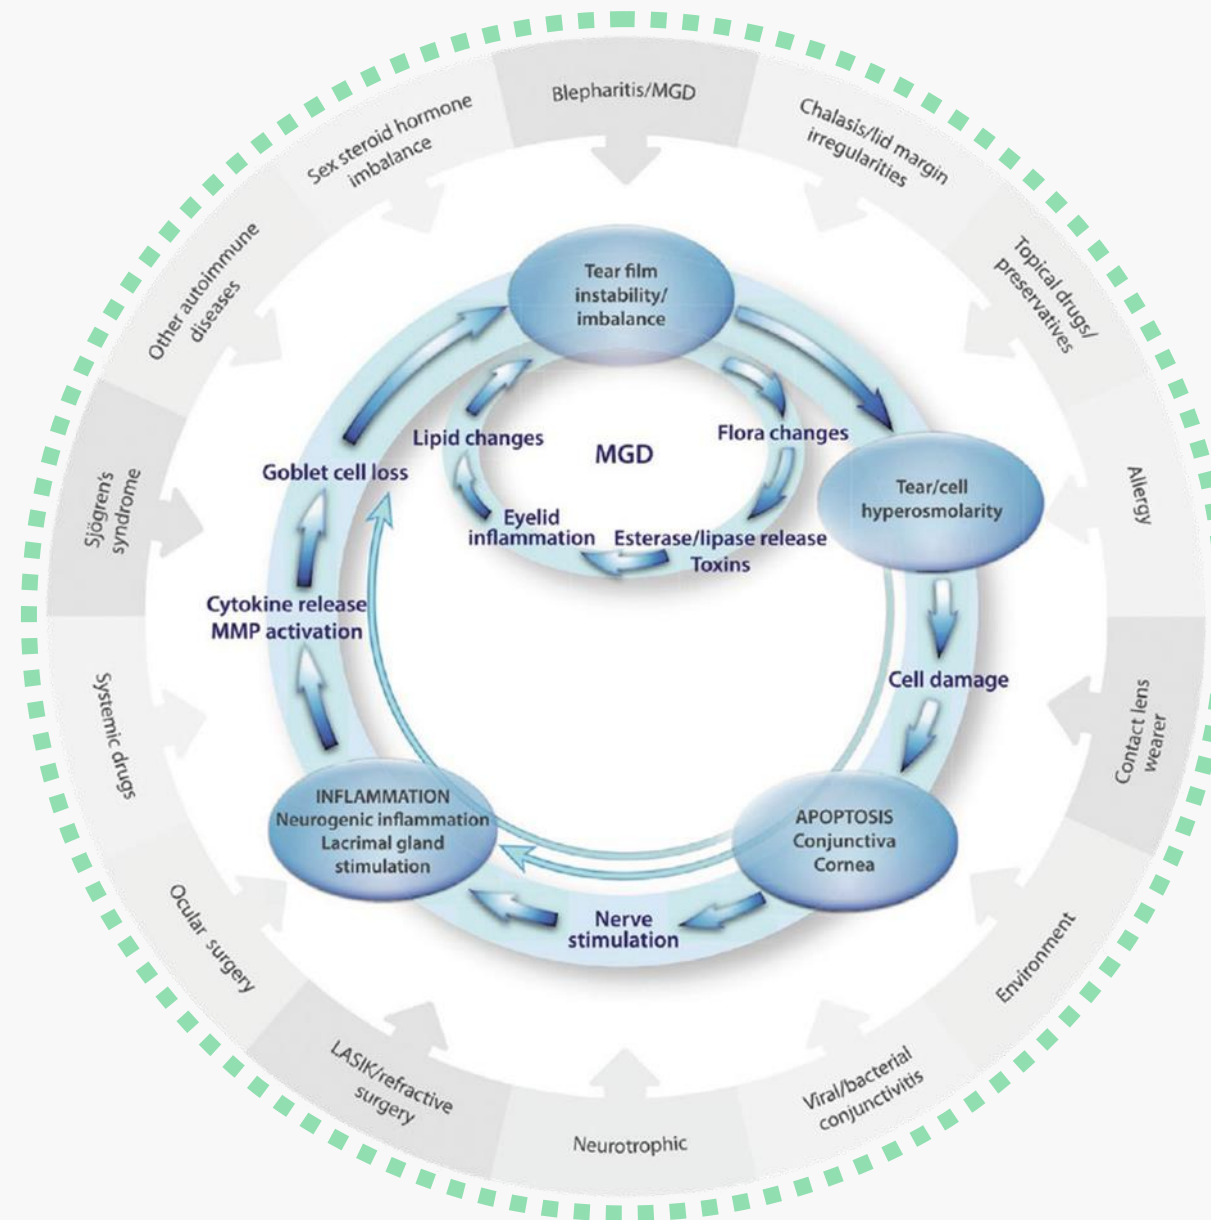 Blepharitis/MGD
Chalasis/lid margin
irregularities
Topical drugs/
preservatives
Allergy
Contact lens
wearer
Environment
Viral/bacterial
conjunctivitis
Neurotrophic
LASIK/refractive
surgery
Ocular surgery
Systemic drugs
Sjögren's
syndrome
Other autoimmune
diseases
Sex steroid hormone
imbalance
Tear film
instability/
imbalance
Tear/cell
hyperosmolarity
Cell damage
APOPTOSIS
Conjunctiva
Cornea
Nerve
stimulation
INFLAMMATION
Neurogenic inflammation
Lacrimal gland
stimulation
Cytokine release
MMP activation
Goblet cell loss
MGD
Flora changes
Esterase/lipase release
Toxins
Eyelid
inflammation
Lipid changes